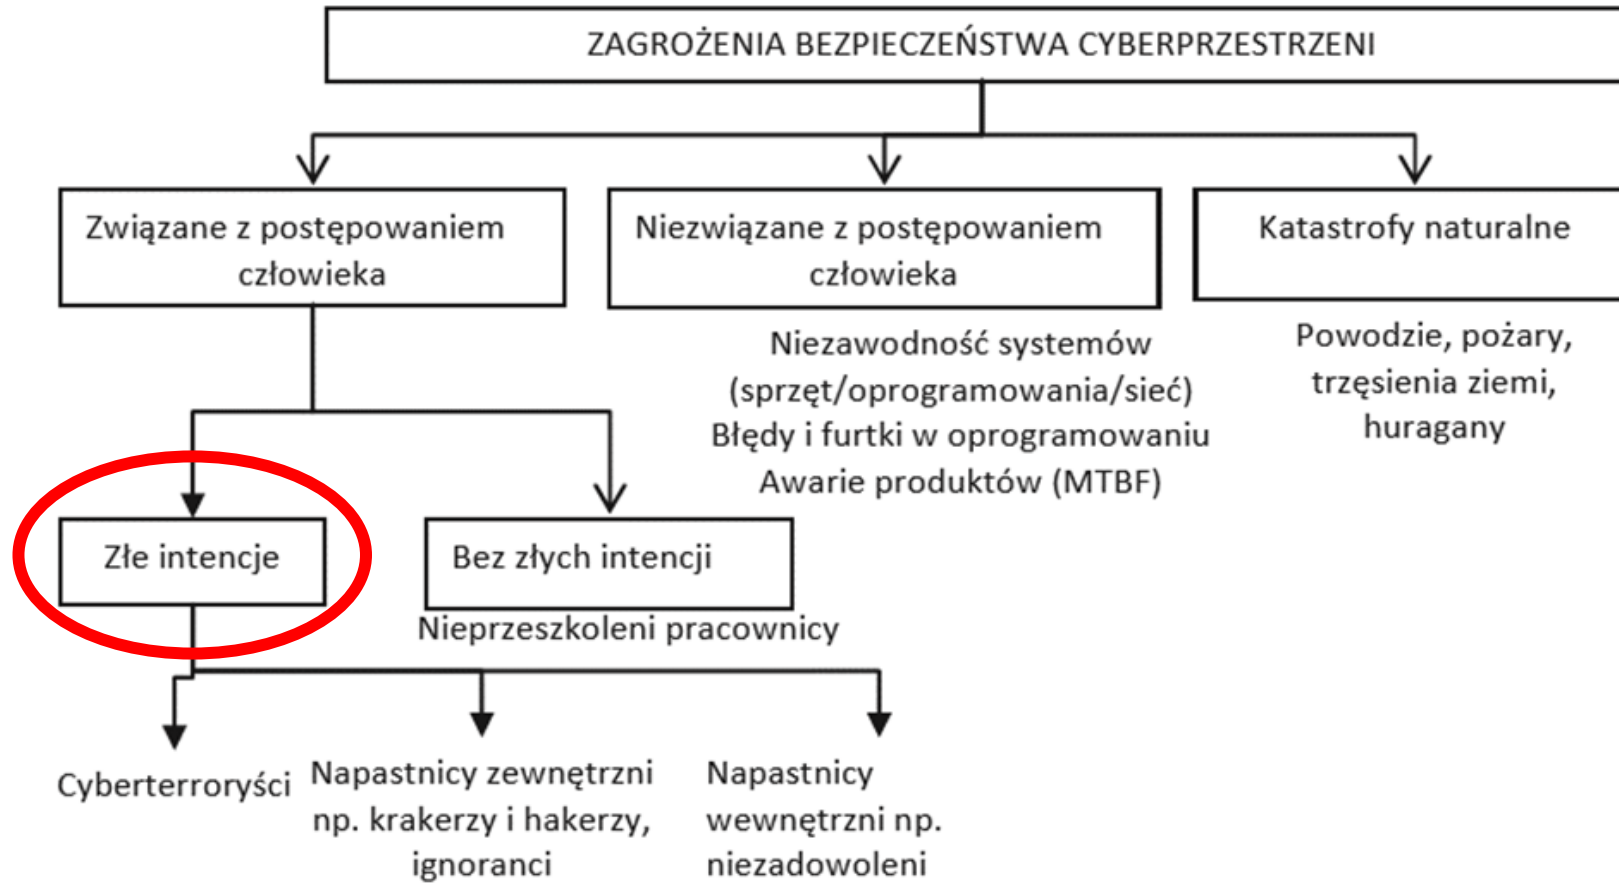 ZAGROŻENIA BEZPIECZEŃSTWA CYBERPRZESTRZENI
Związane z postępowaniem
człowieka
Niezwiązane z postępowaniem
człowieka
Katastrofy naturalne
Niezawodność systemów
(sprzęt/oprogramowania/sieć)
Błędy i furtki w oprogramowaniu
Awarie produktów (MTBF)
Powodzie, pożary,
trzęsienia ziemi,
huragany
Złe intencje
Bez złych intencji
Nieprzeszkoleni pracownicy
Cyberterroryści
Napastnicy zewnętrzni
np. krakerzy i hakerzy,
ignoranci
Napastnicy
wewnętrzni np.
niezadowoleni